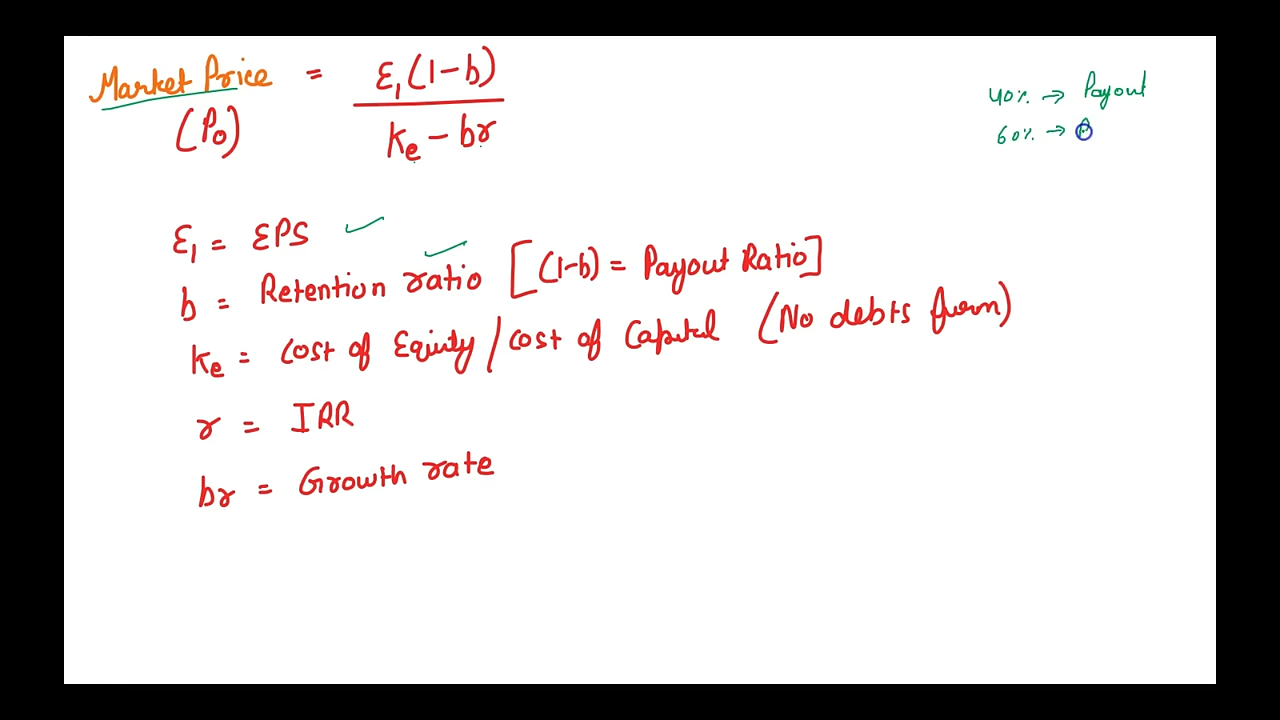 Market Price = E₁(1-b)
(P₀) ke - br
40% → Payout
60% →
E₁ = EPS
b = Retention ratio [(1-b) = Payout Ratio]
ke = Cost of Equity / Cost of Capital (No debts firm)
r = IRR
br = Growth rate